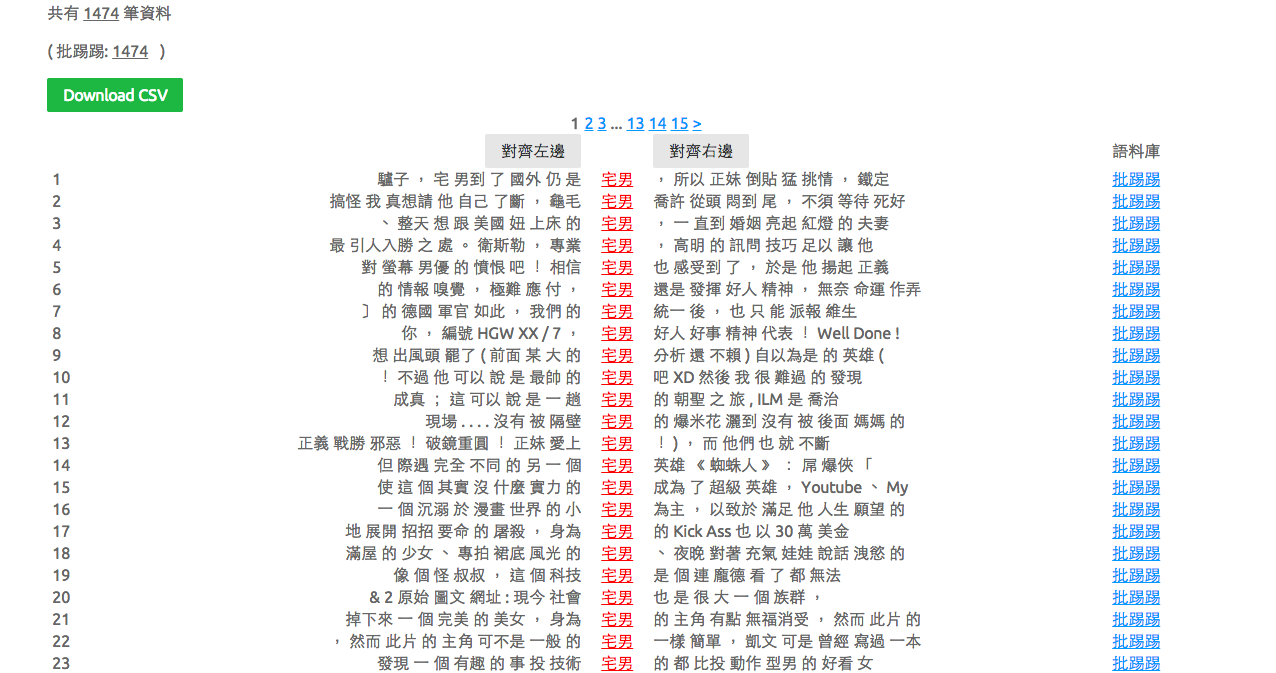 共有 1474 筆資料
( 批踢踢: 1474 )
Download CSV
1 2 3 ... 13 14 15 >
對齊左邊 對齊右邊 語料庫
1 驢子 , 宅 男到 了 國外 仍 是 宅男 , 所以 正妹 倒貼 猛 挑情 , 鐵定 批踢踢
2 搞怪 我 真想請 他 自己 了斷 , 龜毛 宅男 喬許 從頭 悶到 尾 , 不須 等待 死好 批踢踢
3 、 整天 想 跟 美國 妞 上床 的 宅男 , 一 直到 婚姻 亮起 紅燈 的 夫妻 批踢踢
4 最 引人入勝 之 處 。 衛斯勒 , 專業 宅男 , 高明 的 訊問 技巧 足以 讓 他 批踢踢
5 對 螢幕 男優 的 憤恨 吧 ! 相信 宅男 也 感受到 了 , 於是 他 揚起 正義 批踢踢
6 的 情報 嗅覺 , 極難 應 付 , 宅男 還是 發揮 好人 精神 , 無奈 命運 作弄 批踢踢
7 〕 的 德國 軍官 如此 , 我們 的 宅男 統一 後 , 也 只 能 派報 維生 批踢踢
8 你 , 編號 HGW XX / 7 , 宅男 好人 好事 精神 代表 ! Well Done ! 批踢踢
9 想 出風頭 罷了 ( 前面 某 大 的 宅男 分析 還 不賴 ) 自以為是 的 英雄 ( 批踢踢
10 ! 不過 他 可以 說 是 最帥 的 宅男 吧 XD 然後 我 很 難過 的 發現 批踢踢
11 成真 ; 這 可以 說 是 一 趟 宅男 的 朝聖 之 旅 , ILM 是 喬治 批踢踢
12 現場 . . . . 沒有 被 隔壁 宅男 的 爆米花 灑到 沒有 被 後面 媽媽 的 批踢踢
13 正義 戰勝 邪惡 ! 破鏡重圓 ! 正妹 愛上 宅男 ! ) , 而 他們 也 就 不斷 批踢踢
14 但 際遇 完全 不同 的 另 一 個 宅男 英雄 《 蜘蛛人 》 : 屌 爆俠 「 批踢踢
15 使 這 個 其實 沒 什麼 實力 的 宅男 成為 了 超級 英雄 , Youtube 、 My 批踢踢
16 一 個 沉溺 於 漫畫 世界 的 小 宅男 為主 , 以致於 滿足 他 人生 願望 的 批踢踢
17 地 展開 招招 要命 的 屠殺 , 身為 宅男 的 Kick Ass 也 以 30 萬 美金 批踢踢
18 滿屋 的 少女 、 專拍 裙底 風光 的 宅男 、 夜晚 對著 充氣 娃娃 說話 洩慾 的 批踢踢
19 像 個 怪 叔叔 , 這 個 科技 宅男 是 個 連 龐德 看 了 都 無法 批踢踢
20 & 2 原始 圖文 網址 : 現今 社會 宅男 也 是 很 大 一 個 族群 , 批踢踢
21 掉下來 一 個 完美 的 美女 , 身為 宅男 的 主角 有點 無福消受 , 然而 此片 的 批踢踢
22 , 然而 此片 的 主角 可不是 一般 的 宅男 一樣 簡單 , 凱文 可是 曾經 寫過 一本 批踢踢
23 發現 一 個 有趣 的 事 投 技術 宅男 的 都 比投 動作 型男 的 好看 女 批踢踢